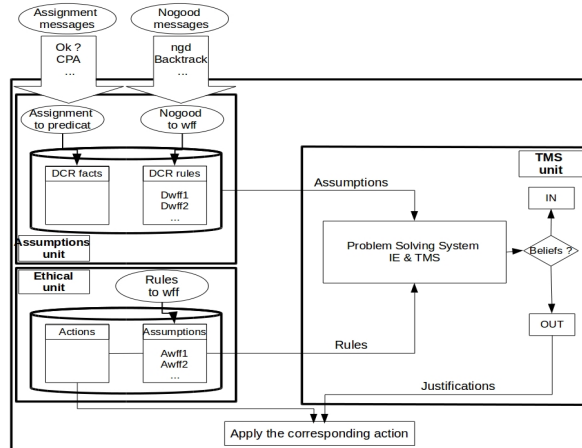 Assignment
messages
Nogood
messages
Ok ?
CPA
...
ngd
Backtrack
...
Assignment
to predicat
Nogood
to wff
DCR facts
DCR rules
Dwff1
Dwff2
...
Assumptions
unit
Assumptions
TMS
unit
IN
Problem Solving System
IE & TMS
Beliefs ?
OUT
Ethical
unit
Rules
to wff
Actions
Assumptions
Awff1
Awff2
...
Rules
Justifications
Apply the corresponding action